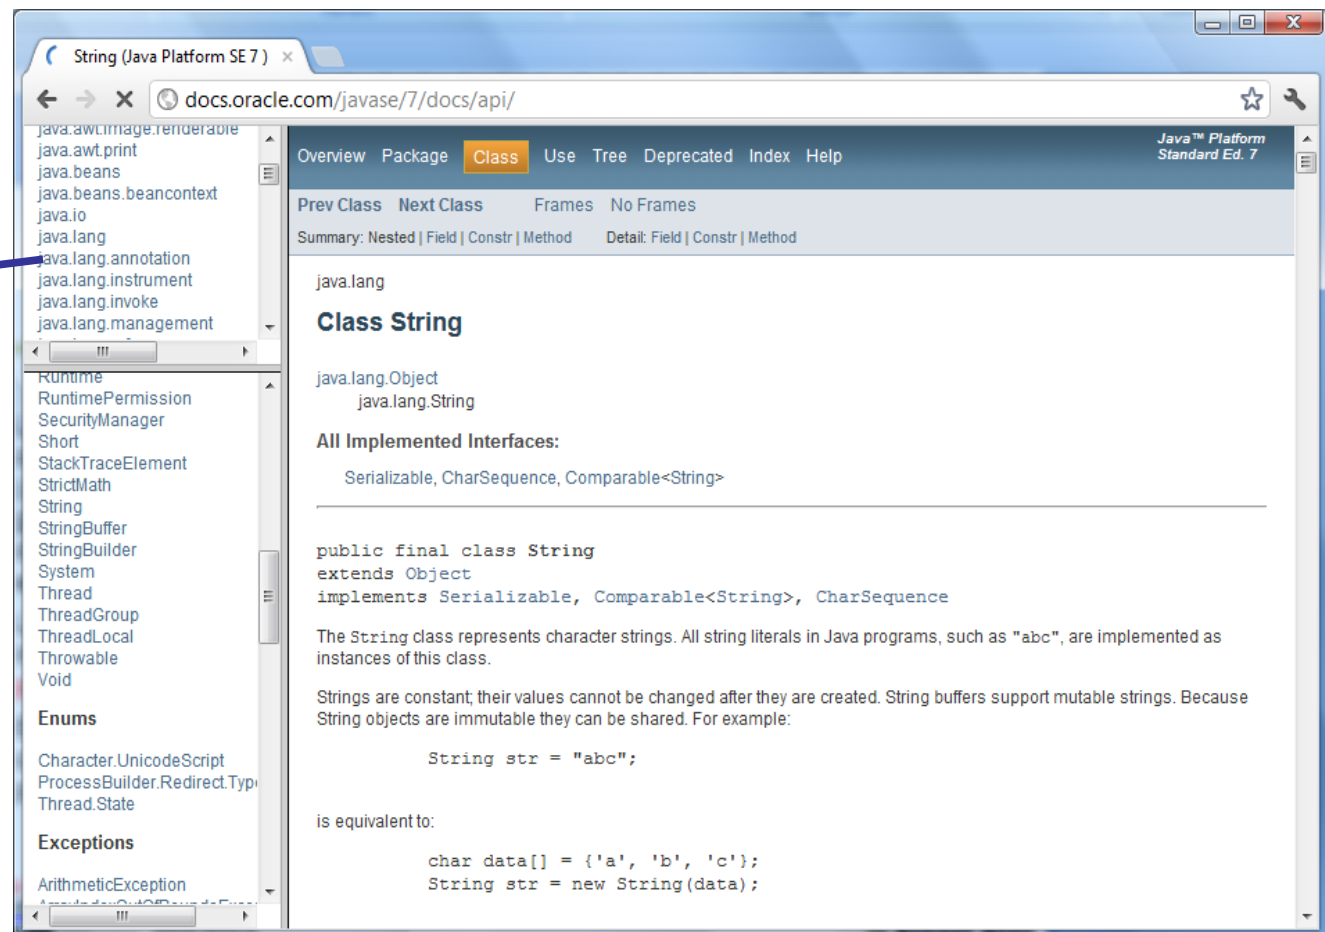 String (Java Platform SE 7 )
docs.oracle.com/javase/7/docs/api/
java.awt.image.renderable
java.awt.print
java.beans
java.beans.beancontext
java.io
java.lang
java.lang.annotation
java.lang.instrument
java.lang.invoke
java.lang.management
Runtime
RuntimePermission
SecurityManager
Short
StackTraceElement
StrictMath
String
StringBuffer
StringBuilder
System
Thread
ThreadGroup
ThreadLocal
Throwable
Void
Enums
Character.UnicodeScript
ProcessBuilder.Redirect.Typ
Thread.State
Exceptions
ArithmeticException
Overview Package Class Use Tree Deprecated Index Help
Java™ Platform
Standard Ed. 7
Prev Class Next Class Frames No Frames
Summary: Nested | Field | Constr | Method Detail: Field | Constr | Method
java.lang
Class String
java.lang.Object
java.lang.String
All Implemented Interfaces:
Serializable, CharSequence, Comparable<String>
public final class String
extends Object
implements Serializable, Comparable<String>, CharSequence
The String class represents character strings. All string literals in Java programs, such as "abc", are implemented as
instances of this class.
Strings are constant; their values cannot be changed after they are created. String buffers support mutable strings. Because
String objects are immutable they can be shared. For example:
String str = "abc";
is equivalent to:
char data[] = {'a', 'b', 'c'};
String str = new String(data);